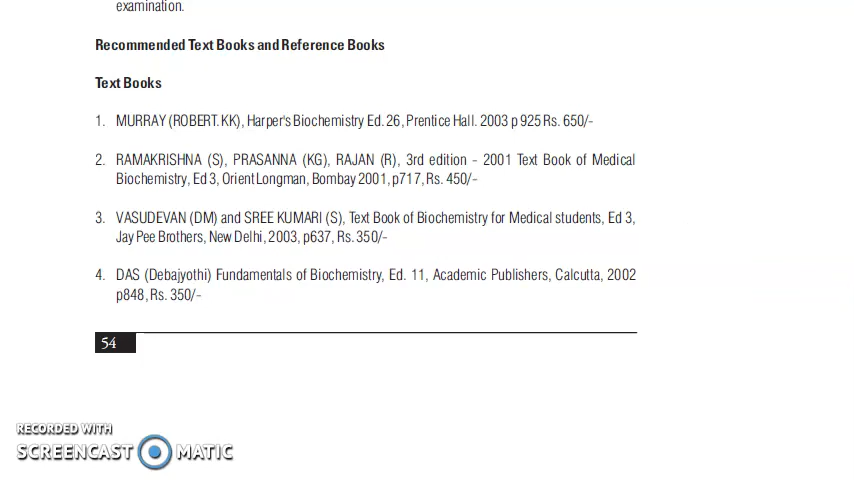 examination.
Recommended Text Books and Reference Books
Text Books
1. MURRAY (ROBERT. KK), Harper's Biochemistry Ed. 26, Prentice Hall. 2003 p 925 Rs. 650/-
2. RAMAKRISHNA (S), PRASANNA (KG), RAJAN (R), 3rd edition - 2001 Text Book of Medical
Biochemistry, Ed 3, Orient Longman, Bombay 2001, p717, Rs. 450/-
3. VASUDEVAN (DM) and SREE KUMARI (S), Text Book of Biochemistry for Medical students, Ed 3,
Jay Pee Brothers, New Delhi, 2003, p637, Rs. 350/-
4. DAS (Debajyothi) Fundamentals of Biochemistry, Ed. 11, Academic Publishers, Calcutta, 2002
p848, Rs. 350/-
54
RECORDED WITH
SCREENCAST MATIC